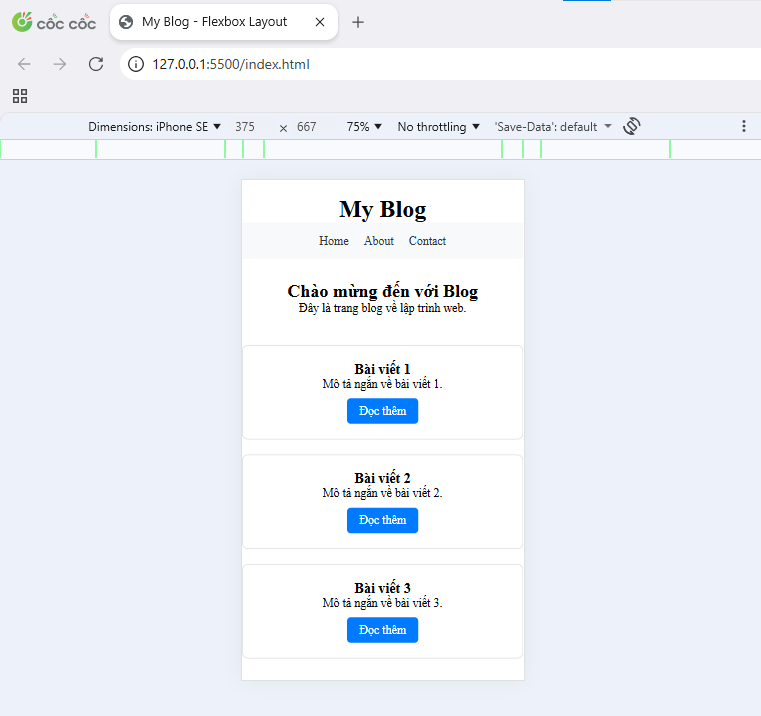 cốc cốc
My Blog - Flexbox Layout
127.0.0.1:5500/index.html
Dimensions: iPhone SE 375 × 667 75% No throttling 'Save-Data': default
My Blog
Home About Contact
Chào mừng đến với Blog
Đây là trang blog về lập trình web.
Bài viết 1
Mô tả ngắn về bài viết 1.
Đọc thêm
Bài viết 2
Mô tả ngắn về bài viết 2.
Đọc thêm
Bài viết 3
Mô tả ngắn về bài viết 3.
Đọc thêm